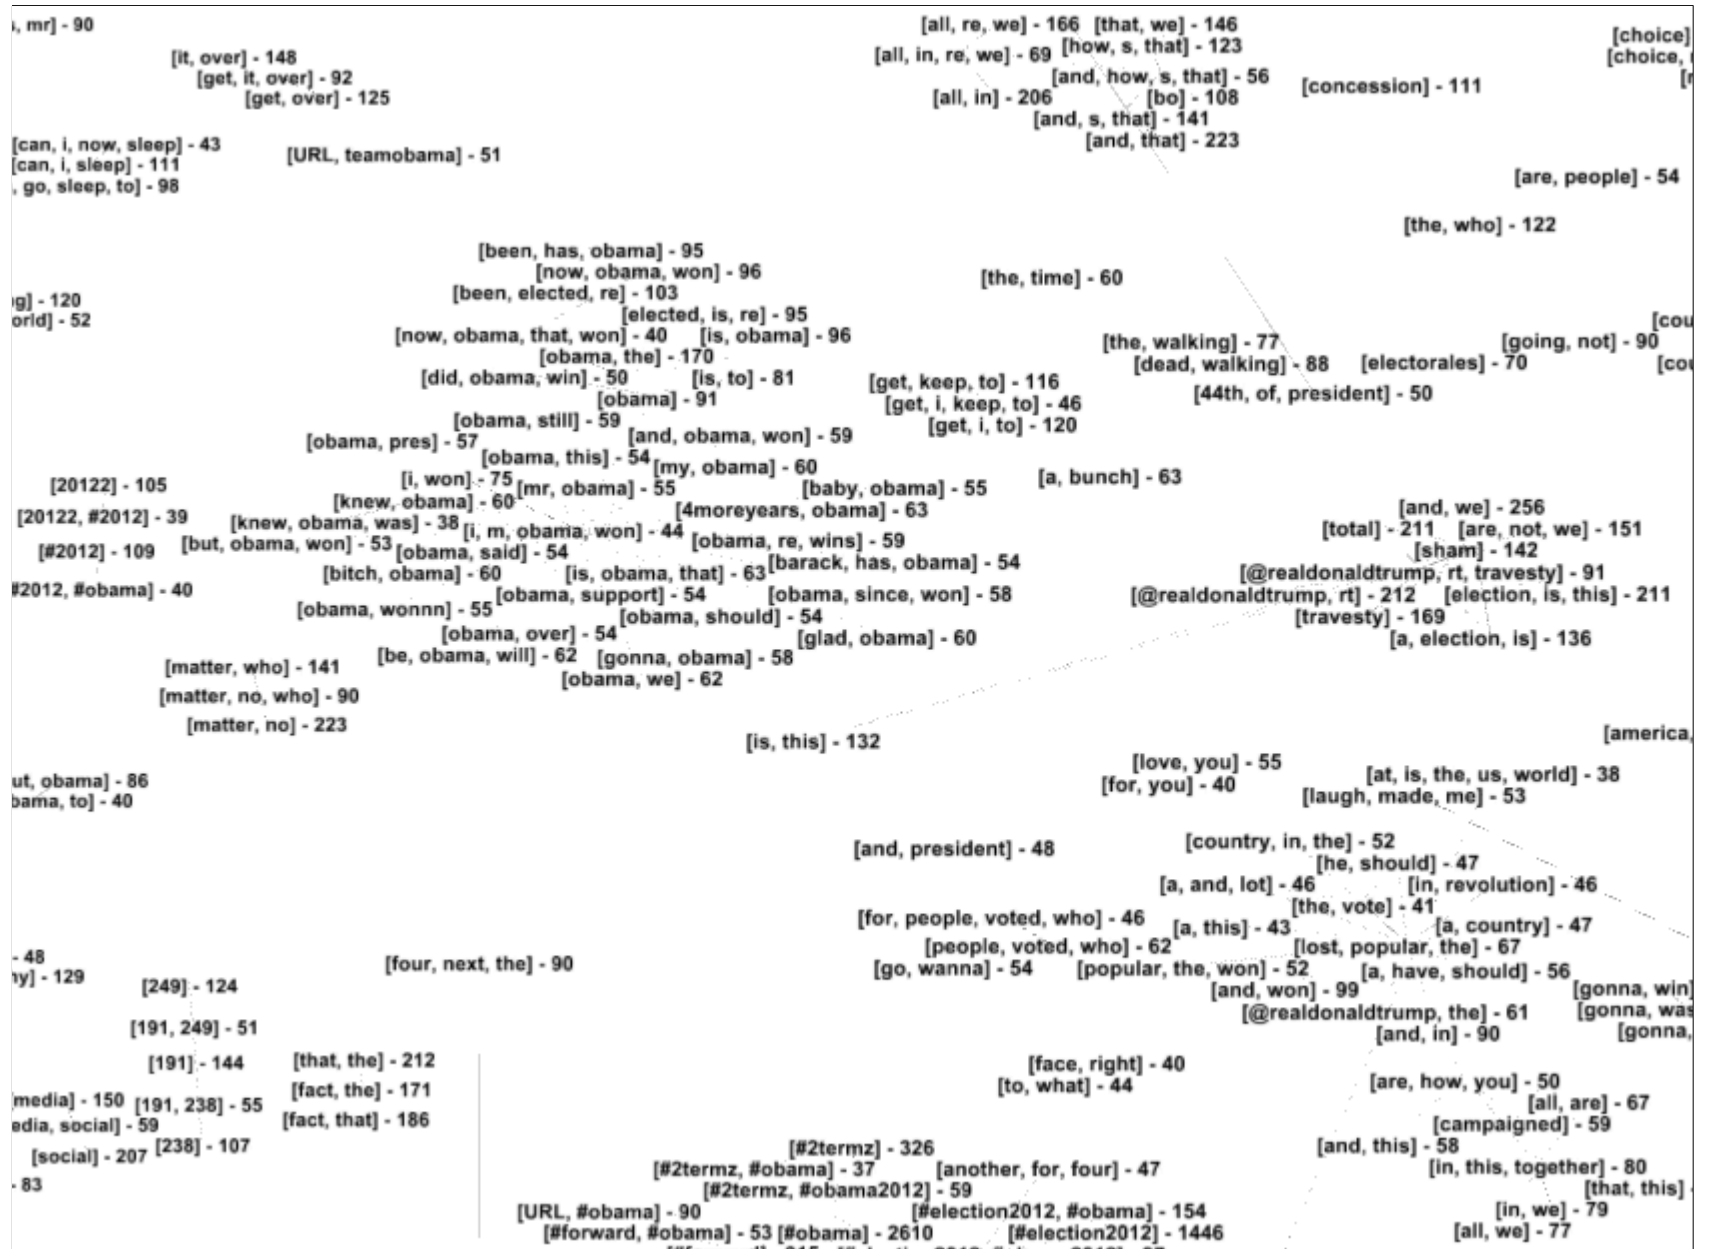 , mr] - 90
[it, over] - 148
[get, it, over] - 92
[get, over] - 125
[can, i, now, sleep] - 43
[can, i, sleep] - 111
, go, sleep, to] - 98
[URL, teamobama] - 51
[all, re, we] - 166 [that, we] - 146
[all, in, re, we] - 69 [how, s, that] - 123
[and, how, s, that] - 56
[all, in] - 206 [bo] - 108
[and, s, that] - 141
[and, that] - 223
[concession] - 111
[choice]
[choice,
[are, people] - 54
[the, who] - 122
[been, has, obama] - 95
[now, obama, won] - 96
[been, elected, re] - 103
[elected, is, re] - 95
[now, obama, that, won] - 40 [is, obama] - 96
[obama, the] - 170
[did, obama, win] - 50 [is, to] - 81
[obama] - 91
[obama, still] - 59
[obama, pres] - 57 [and, obama, won] - 59
[obama, this] - 54 [my, obama] - 60
[i, won] - 75 [mr, obama] - 55 [baby, obama] - 55
[knew, obama] - 60 [4moreyears, obama] - 63
[knew, obama, was] - 38 [i, m, obama, won] - 44 [obama, re, wins] - 59
[but, obama, won] - 53 [obama, said] - 54 [barack, has, obama] - 54
[bitch, obama] - 60 [is, obama, that] - 63
[obama, support] - 54 [obama, since, won] - 58
[obama, wonnn] - 55 [obama, should] - 54
[obama, over] - 54 [glad, obama] - 60
[be, obama, will] - 62 [gonna, obama] - 58
[obama, we] - 62
g] - 120
orld] - 52
[20122] - 105
[20122, #2012] - 39
[#2012] - 109
#2012, #obama] - 40
[the, time] - 60
[the, walking] - 77
[dead, walking] - 88 [electorales] - 70
[going, not] - 90
[cou
[cou
[44th, of, president] - 50
[get, keep, to] - 116
[get, i, keep, to] - 46
[get, i, to] - 120
[a, bunch] - 63
[and, we] - 256
[total] - 211 [are, not, we] - 151
[sham] - 142
[@realdonaldtrump, rt, travesty] - 91
[@realdonaldtrump, rt] - 212 [election, is, this] - 211
[travesty] - 169
[a, election, is] - 136
[matter, who] - 141
[matter, no, who] - 90
[matter, no] - 223
[is, this] - 132
[america,
ut, obama] - 86
bama, to] - 40
[love, you] - 55
[for, you] - 40
[at, is, the, us, world] - 38
[laugh, made, me] - 53
[and, president] - 48
[country, in, the] - 52
[he, should] - 47
[a, and, lot] - 46 [in, revolution] - 46
[the, vote] - 41
[for, people, voted, who] - 46 [a, this] - 43 [a, country] - 47
[people, voted, who] - 62 [lost, popular, the] - 67
[go, wanna] - 54 [popular, the, won] - 52 [a, have, should] - 56
[and, won] - 99 [gonna, win]
[@realdonaldtrump, the] - 61 [gonna, was
[and, in] - 90 [gonna,
- 48
y] - 129
[four, next, the] - 90
[249] - 124
[191, 249] - 51
[191] - 144
[191, 238] - 55
[238] - 107
[that, the] - 212
[fact, the] - 171
[fact, that] - 186
[media] - 150
edia, social] - 59
[social] - 207
- 83
[face, right] - 40
[to, what] - 44
[are, how, you] - 50
[all, are] - 67
[campaigned] - 59
[and, this] - 58
[in, this, together] - 80
[that, this]
[in, we] - 79
[all, we] - 77
[#2termz] - 326
[#2termz, #obama] - 37 [another, for, four] - 47
[#2termz, #obama2012] - 59
[URL, #obama] - 90 [#election2012, #obama] - 154
[#forward, #obama] - 53 [#obama] - 2610 [#election2012] - 1446